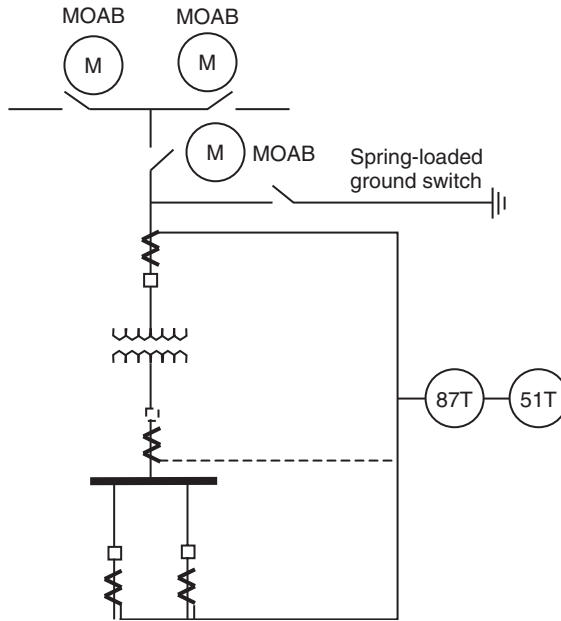 MOAB
MOAB
M
M
M
MOAB
Spring-loaded
ground switch
87T
51T